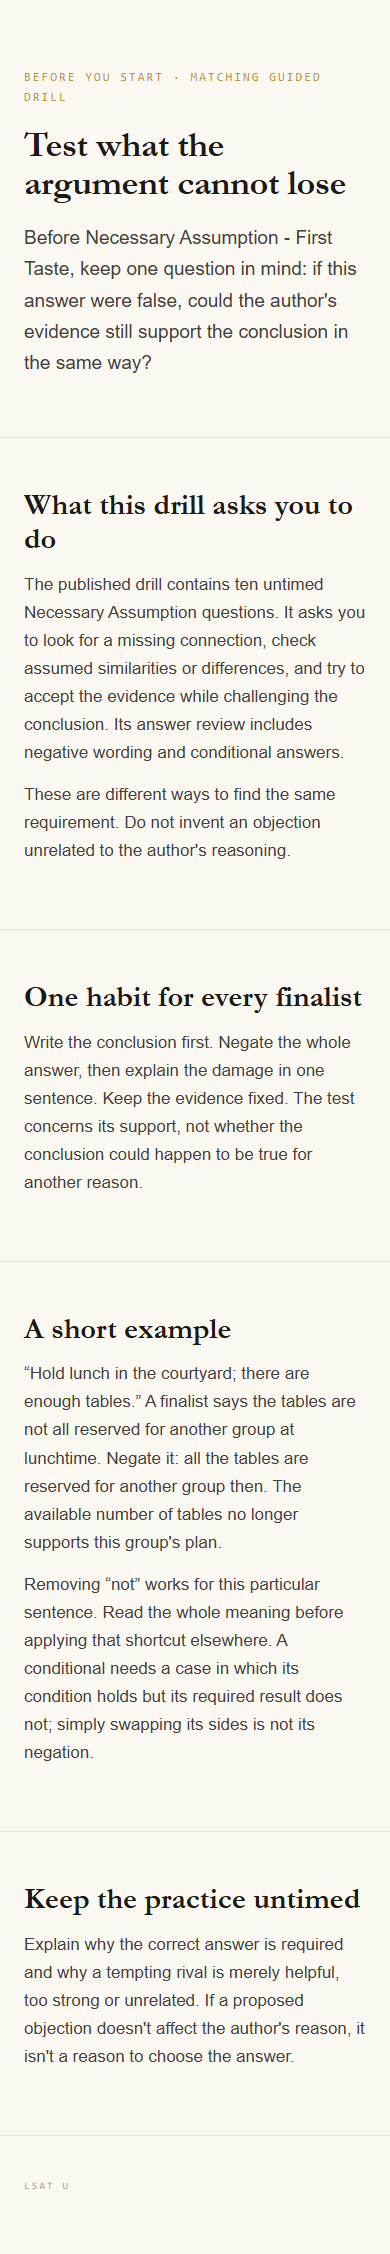 BEFORE YOU START · MATCHING GUIDED
DRILL
Test what the
argument cannot lose
Before Necessary Assumption - First
Taste, keep one question in mind: if this
answer were false, could the author's
evidence still support the conclusion in
the same way?
What this drill asks you to
do
The published drill contains ten untimed
Necessary Assumption questions. It asks you
to look for a missing connection, check
assumed similarities or differences, and try to
accept the evidence while challenging the
conclusion. Its answer review includes
negative wording and conditional answers.
These are different ways to find the same
requirement. Do not invent an objection
unrelated to the author's reasoning.
One habit for every finalist
Write the conclusion first. Negate the whole
answer, then explain the damage in one
sentence. Keep the evidence fixed. The test
concerns its support, not whether the
conclusion could happen to be true for
another reason.
A short example
“Hold lunch in the courtyard; there are
enough tables.” A finalist says the tables are
not all reserved for another group at
lunchtime. Negate it: all the tables are
reserved for another group then. The
available number of tables no longer
supports this group's plan.
Removing “not” works for this particular
sentence. Read the whole meaning before
applying that shortcut elsewhere. A
conditional needs a case in which its
condition holds but its required result does
not; simply swapping its sides is not its
negation.
Keep the practice untimed
Explain why the correct answer is required
and why a tempting rival is merely helpful,
too strong or unrelated. If a proposed
objection doesn't affect the author's reason, it
isn't a reason to choose the answer.
LSAT U